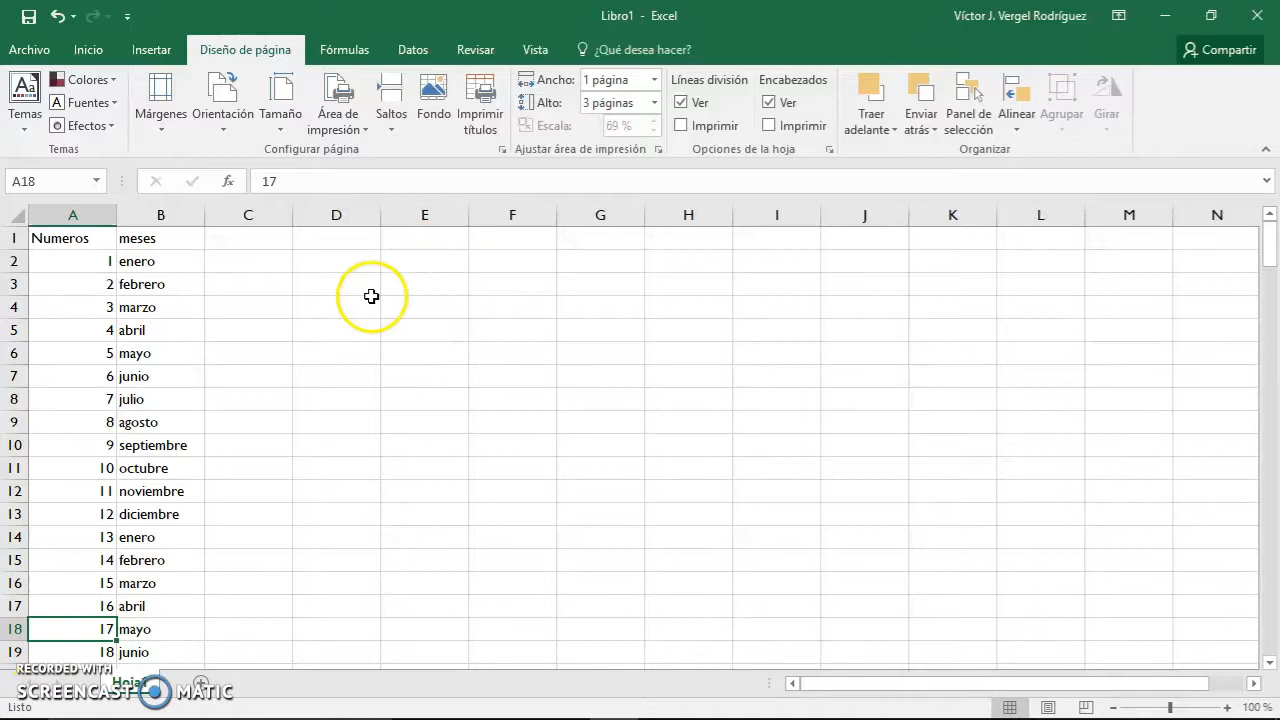 Libro1 - Excel
Víctor J. Vergel Rodríguez
Archivo Inicio Insertar Diseño de página Fórmulas Datos Revisar Vista ¿Qué desea hacer? Compartir
Aa Temas Colores Fuentes Efectos
Márgenes Orientación Tamaño Área de impresión Saltos Fondo Imprimir títulos
Ancho: 1 página
Alto: 3 páginas
Escala: 69 %
Líneas división Encabezados
Ver Ver
Imprimir Imprimir
Traer adelante Enviar atrás Panel de selección Alinear Agrupar Girar
Temas Configurar página Ajustar área de impresión Opciones de la hoja Organizar
A18 fx 17
A B C D E F G H I J K L M N
1 Numeros meses
2 1 enero
3 2 febrero
4 3 marzo
5 4 abril
6 5 mayo
7 6 junio
8 7 julio
9 8 agosto
10 9 septiembre
11 10 octubre
12 11 noviembre
13 12 diciembre
14 13 enero
15 14 febrero
16 15 marzo
17 16 abril
18 17 mayo
19 18 junio
RECORDED WITH
SCREENCAST MATIC
Listo 100 %